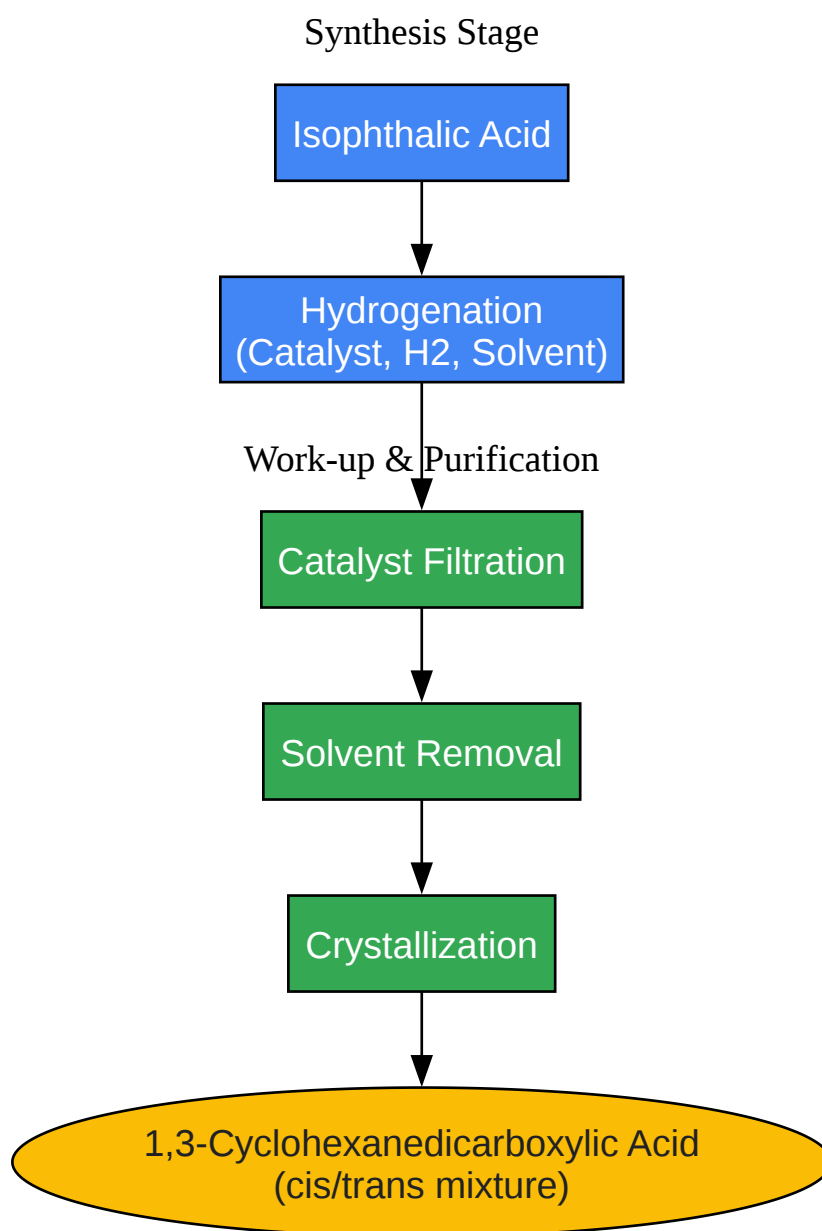 Synthesis Stage
Isophthalic Acid
Hydrogenation
(Catalyst, H2, Solvent)
Work-up & Purification
Catalyst Filtration
Solvent Removal
Crystallization
1,3-Cyclohexanedicarboxylic Acid
(cis/trans mixture)